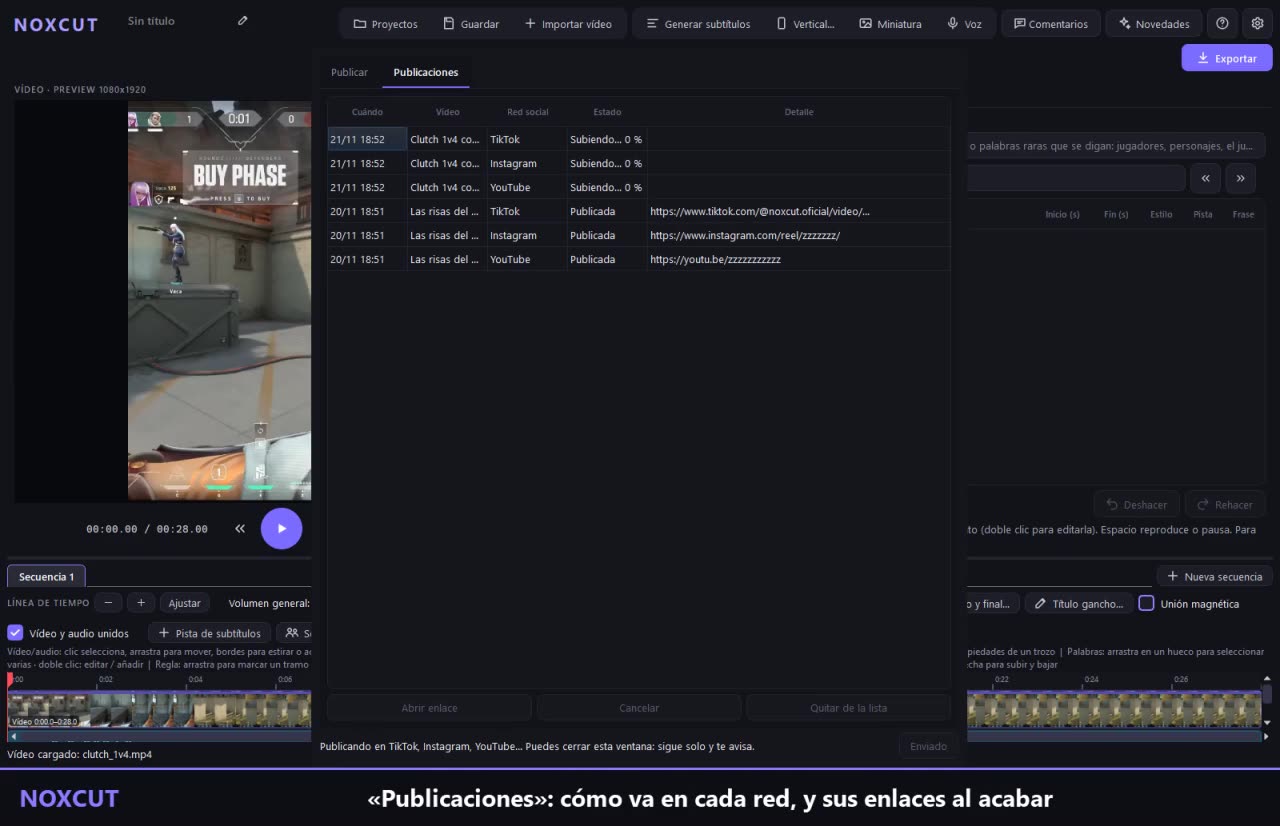 NOXCUT
Sin título
Proyectos
Guardar
Importar vídeo
Generar subtítulos
Vertical...
Miniatura
Voz
Comentarios
Novedades
Exportar
Publicar
Publicaciones
VÍDEO · PREVIEW 1080x1920
Cuándo Vídeo Red social Estado Detalle
21/11 18:52 Clutch 1v4 co... TikTok Subiendo... 0 %
21/11 18:52 Clutch 1v4 co... Instagram Subiendo... 0 %
21/11 18:52 Clutch 1v4 co... YouTube Subiendo... 0 %
20/11 18:51 Las risas del ... TikTok Publicada https://www.tiktok.com/@noxcut.oficial/video/...
20/11 18:51 Las risas del ... Instagram Publicada https://www.instagram.com/reel/zzzzzzz/
20/11 18:51 Las risas del ... YouTube Publicada https://youtu.be/zzzzzzzzzzz
1 0:01 0
BUY PHASE
PRESS TO BUY
o palabras raras que se digan: jugadores, personajes, el ju...
« »
Inicio (s) Fin (s) Estilo Pista Frase
Deshacer
Rehacer
to (doble clic para editarla). Espacio reproduce o pausa. Para
00:00.00 / 00:28.00
«
Secuencia 1
+ Nueva secuencia
LÍNEA DE TIEMPO
−
+
Ajustar
Volumen general:
o y final...
Título gancho...
Unión magnética
Vídeo y audio unidos
+ Pista de subtítulos
Vídeo/audio: clic selecciona, arrastra para mover, bordes para estirar o
piedades de un trozo | Palabras: arrastra en un hueco para seleccionar
varias · doble clic: editar / añadir | Regla: arrastra para marcar un tramo
cha para subir y bajar
:00 0:02 0:04 0:06 0:22 0:24 0:26
Vídeo 0:00.0–0:28.0
Abrir enlace
Cancelar
Quitar de la lista
Publicando en TikTok, Instagram, YouTube... Puedes cerrar esta ventana: sigue solo y te avisa.
Enviado
Vídeo cargado: clutch_1v4.mp4
NOXCUT
«Publicaciones»: cómo va en cada red, y sus enlaces al acabar